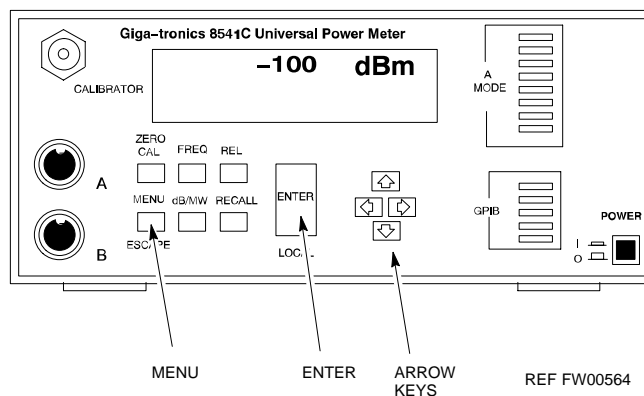 Giga-tronics 8541C Universal Power Meter
-100 dBm
CALIBRATOR
A
MODE
ZERO
CAL FREQ REL
A
MENU dB/MW RECALL
ENTER
GPIB
POWER
I
O
B
ESCAPE
LOCAL
MENU
ENTER
ARROW
KEYS
REF FW00564